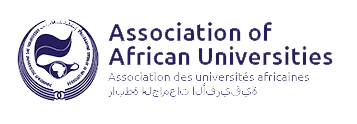 Association of
African Universities
Association des universités africaines
رابطة الجامعات الأفريقية